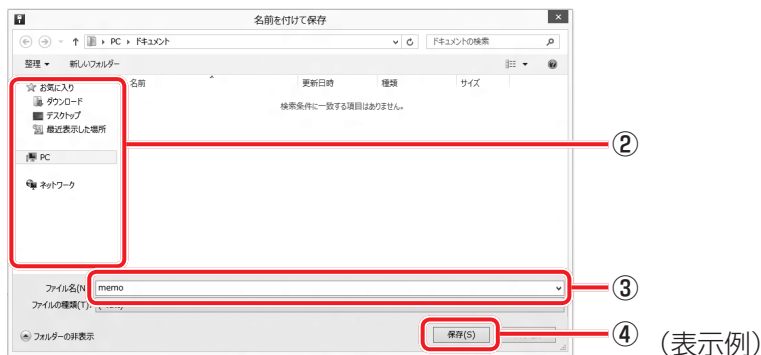 名前を付けて保存
PC ドキュメント
ドキュメントの検索
整理 新しいフォルダー
お気に入り
ダウンロード
デスクトップ
最近表示した場所
PC
ネットワーク
名前 更新日時 種類 サイズ
検索条件に一致する項目はありません。
②
ファイル名(N
memo
③
ファイルの種類(T):
フォルダーの非表示
保存(S)
④
(表示例)